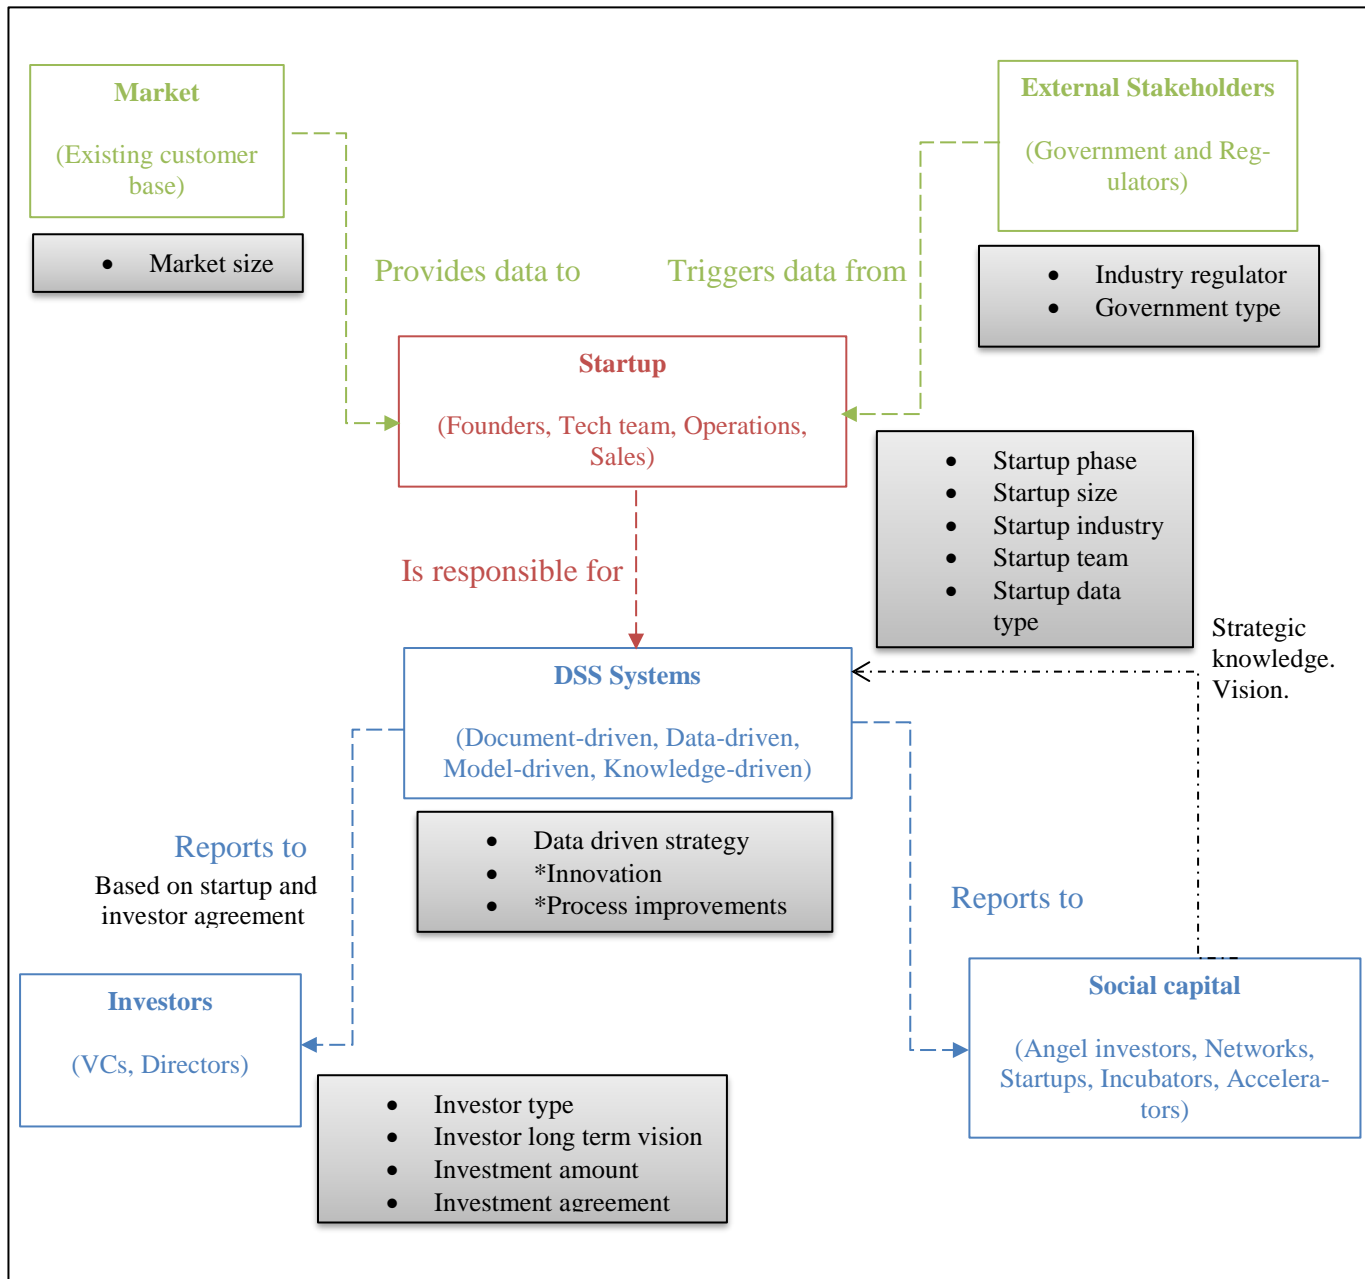 Market
(Existing customer
base)
External Stakeholders
(Government and Reg-
ulators)
• Market size
Provides data to
Triggers data from
• Industry regulator
• Government type
Startup
(Founders, Tech team, Operations,
Sales)
• Startup phase
• Startup size
• Startup industry
• Startup team
• Startup data
type
Is responsible for
Strategic
knowledge.
Vision.
DSS Systems
(Document-driven, Data-driven,
Model-driven, Knowledge-driven)
• Data driven strategy
• *Innovation
• *Process improvements
Reports to
Based on startup and
investor agreement
Reports to
Investors
(VCs, Directors)
Social capital
(Angel investors, Networks,
Startups, Incubators, Accelera-
tors)
• Investor type
• Investor long term vision
• Investment amount
• Investment agreement